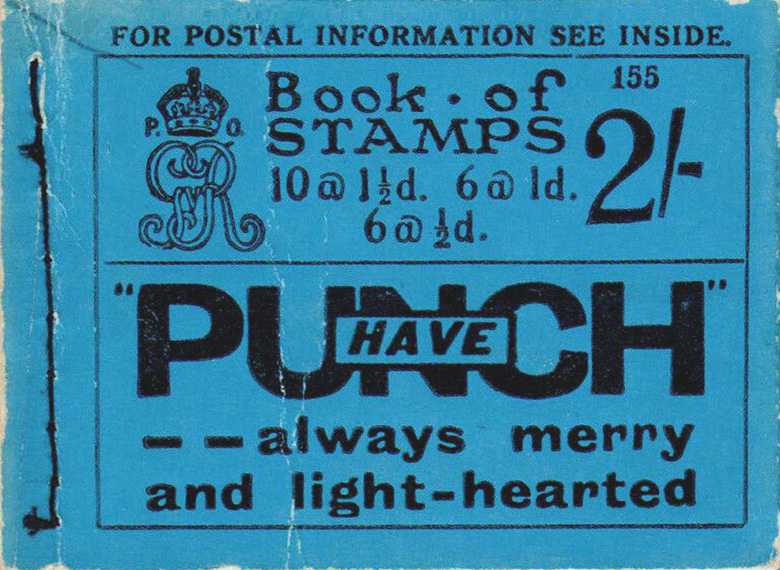 FOR POSTAL INFORMATION SEE INSIDE.
155
Book · of
STAMPS
2/-
P. O.
GR
10 @ 1½d. 6 @ 1d.
6 @ ½d.
"PUNCH"
HAVE
— — always merry
and light-hearted